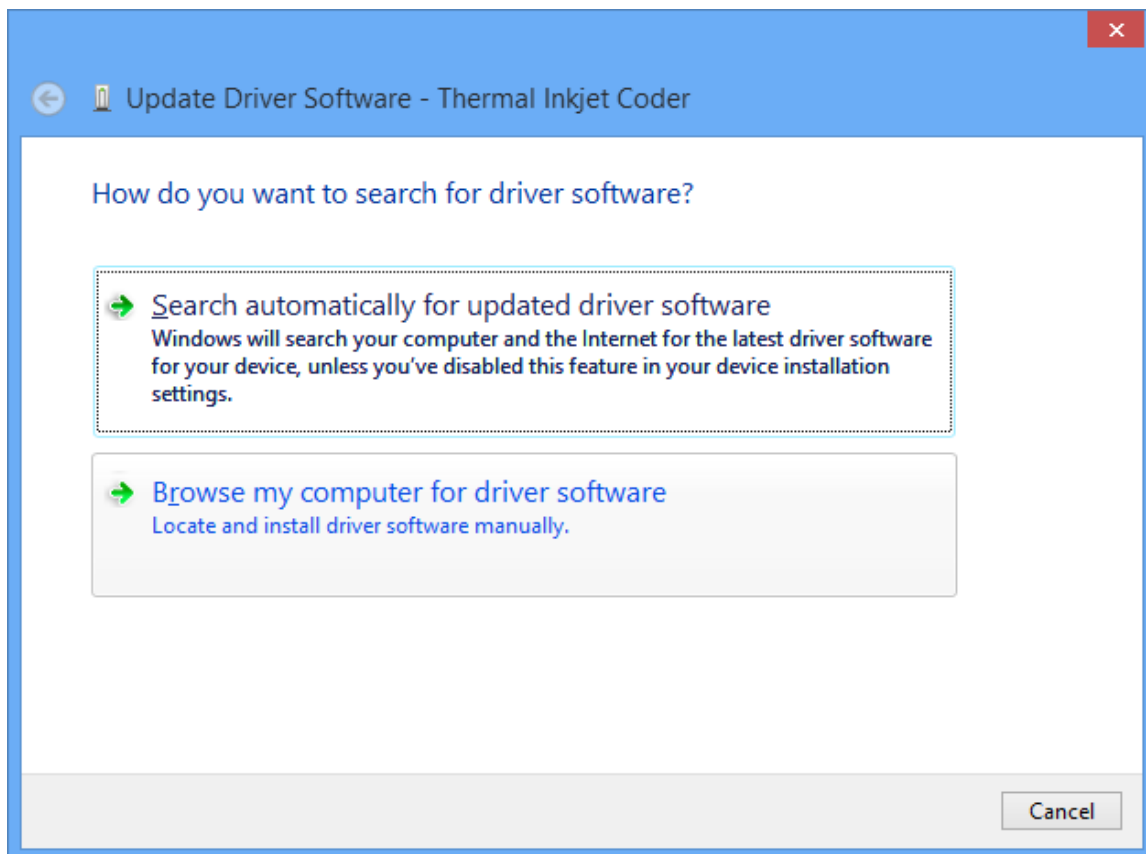 Update Driver Software - Thermal Inkjet Coder
How do you want to search for driver software?
Search automatically for updated driver software
Windows will search your computer and the Internet for the latest driver software
for your device, unless you've disabled this feature in your device installation
settings.
Browse my computer for driver software
Locate and install driver software manually.
Cancel